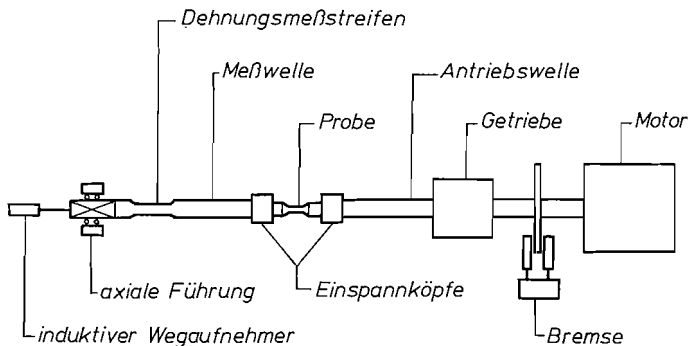 Dehnungsmeßstreifen
Meßwelle
Antriebswelle
Probe
Getriebe
Motor
axiale Führung
Einspannköpfe
induktiver Wegaufnehmer
Bremse